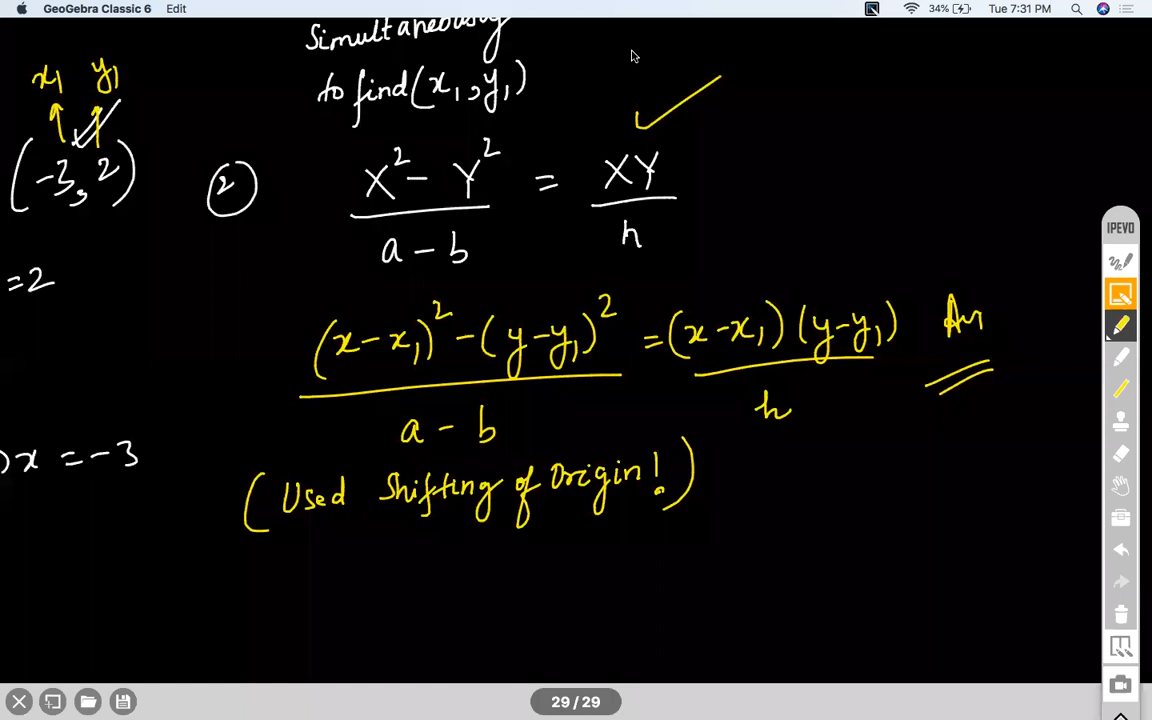 GeoGebra Classic 6 Edit 34% Tue 7:31 PM
Simultaneously
to find (x₁, y₁)
x₁ y₁
(-3, 2)
② X² - Y² / a - b = XY / h
=2
(x-x₁)² - (y-y₁)² / a - b = (x-x₁)(y-y₁) / h Ans
x = -3
(Used Shifting of Origin!)
IPEVO
29 / 29